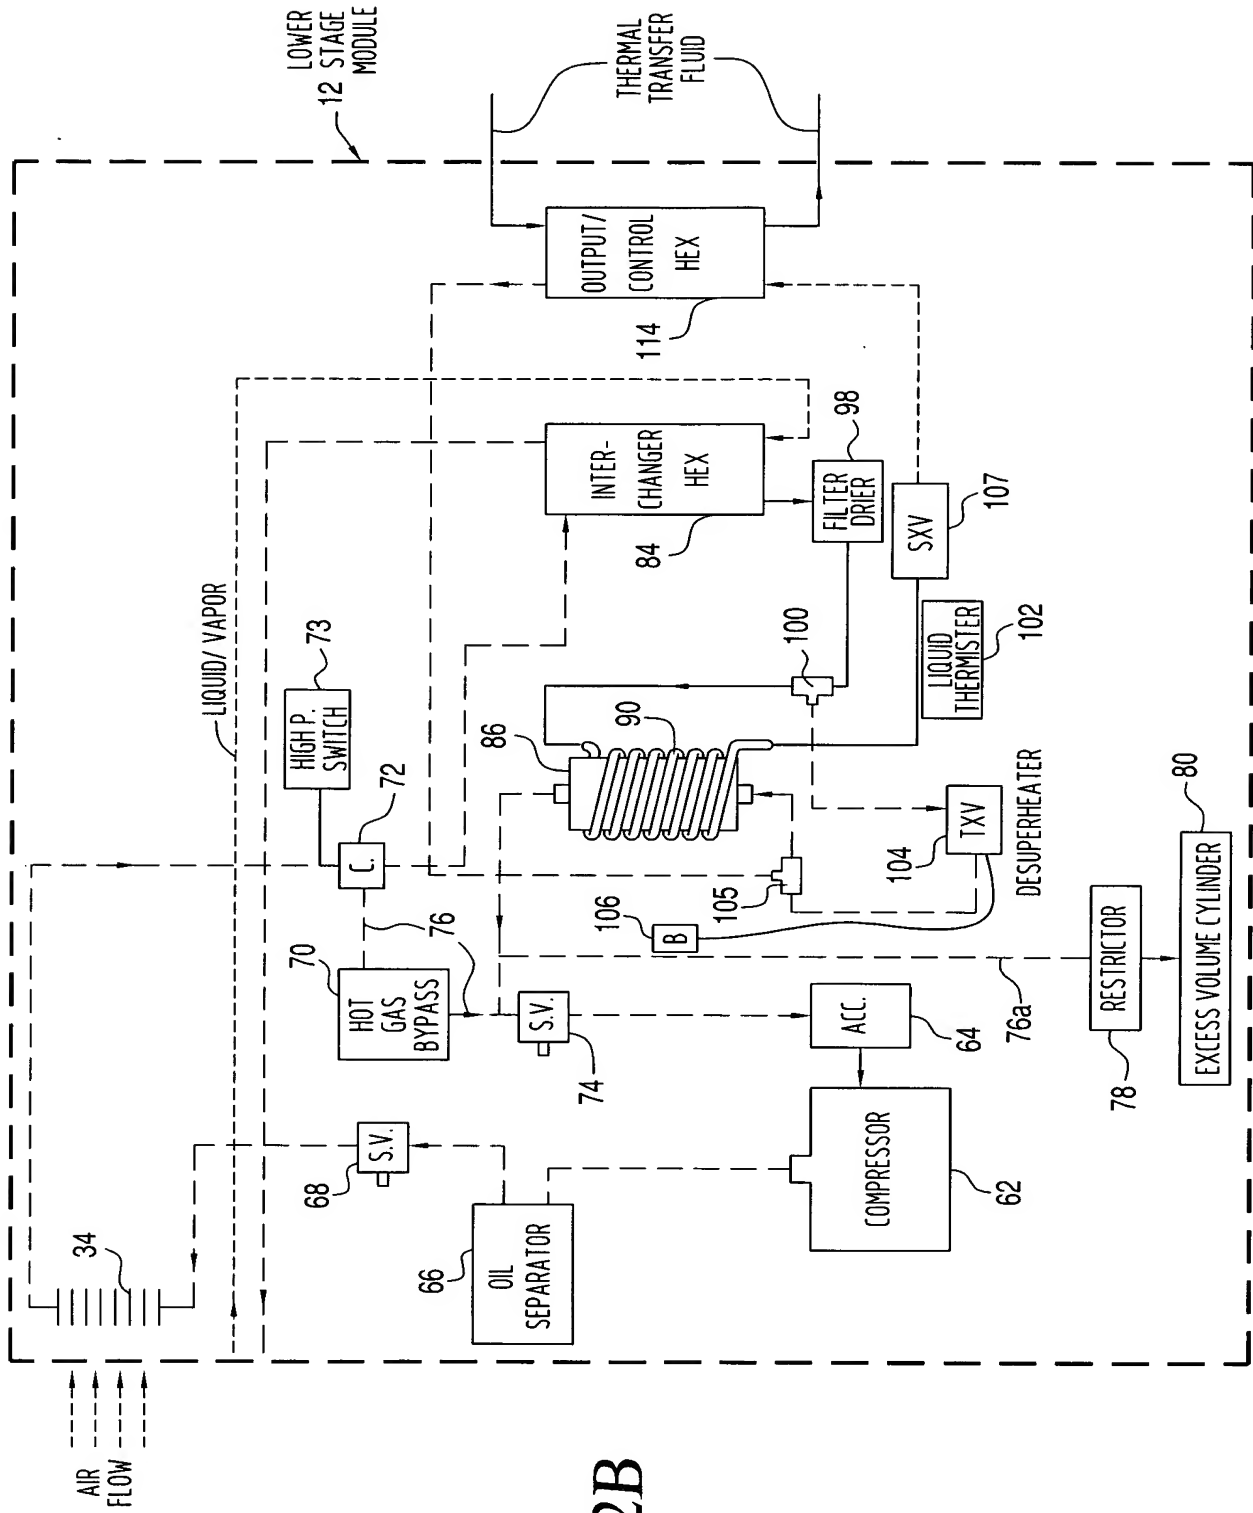 LOWER
12 STAGE
MODULE
THERMAL
TRANSFER
FLUID
OUTPUT/
CONTROL
HEX
114
LIQUID/VAPOR
INTER-
CHANGER
HEX
84
FILTER
DRIER
98
SXV
107
LIQUID
THERMISTER
102
100
HIGH P.
SWITCH
73
C.
72
86
90
TXV
104
DESUPERHEATER
105
B
106
HOT
GAS
BYPASS
70
76
S.V.
74
ACC.
64
76a
RESTRICTOR
78
EXCESS VOLUME CYLINDER
80
34
S.V.
68
OIL
SEPARATOR
66
COMPRESSOR
62
AIR
FLOW
2B